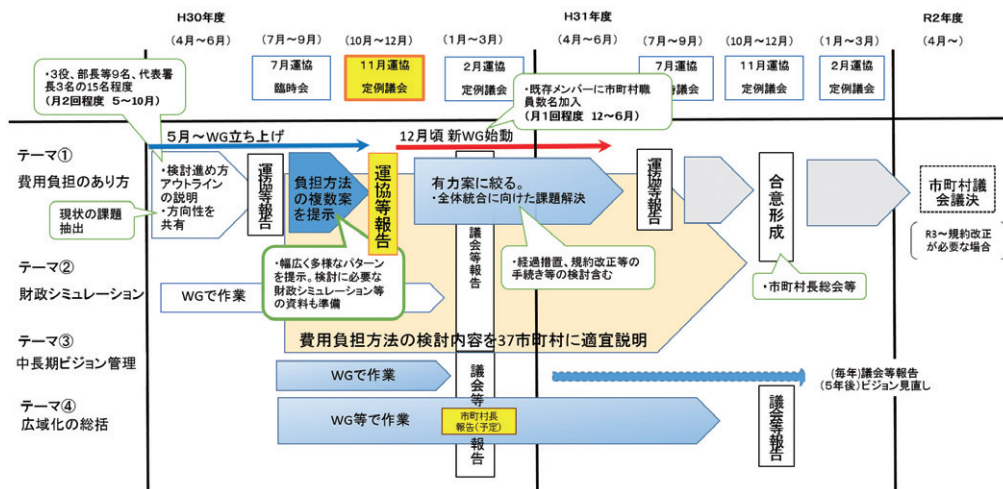 H30年度
H31年度
R2年度
(4月～6月)
(7月～9月)
(10月～12月)
(1月～3月)
(4月～6月)
(7月～9月)
(10月～12月)
(1月～3月)
(4月～)
・3役、部長等9名、代表署
長3名の15名程度
(月2回程度 5～10月)
7月運協
臨時会
11月運協
定例議会
2月運協
定例議会
・既存メンバーに市町村職
員数名加入
(月1回程度 12～6月)
7月運協
時議会
11月運協
定例議会
2月運協
定例議会
5月～WG立ち上げ
12月頃 新WG始動
テーマ①
費用負担のあり方
現状の課題
抽出
・検討進め方
アウトラインの
説明
・方向性を
共有
運協等報告
負担方法
の複数案
を提示
運協等報告
有力案に絞る。
・全体統合に向けた課題解決
議会等報告
運協等報告
合意形成
市町村議
会議決
R3～規約改正
が必要な場合
・幅広く多様なパターン
を提示。検討に必要な
財政シミュレーション等
の資料も準備
・経過措置、規約改正等の
手続き等の検討含む
・市町村長総会等
テーマ②
財政シミュレーション
WGで作業
費用負担方法の検討内容を37市町村に適宜説明
テーマ③
中長期ビジョン管理
WGで作業
議会等報告
(毎年)議会等報告
(5年後)ビジョン見直し
テーマ④
広域化の総括
WG等で作業
市町村長
報告(予定)
議会等報告